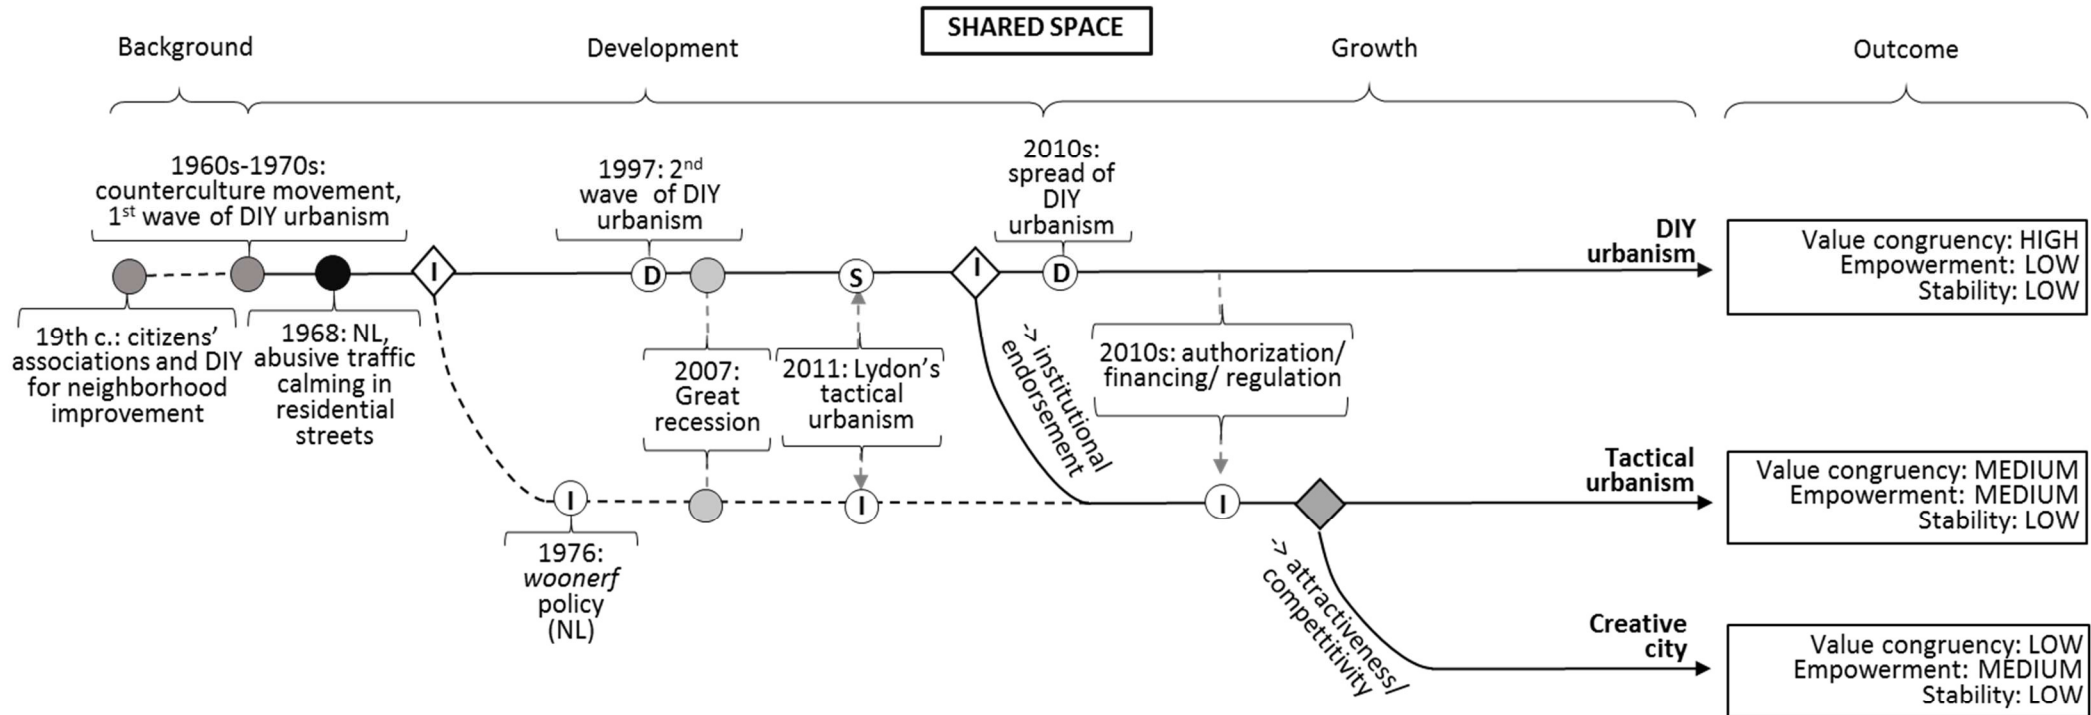 SHARED SPACE
Background
Development
Growth
Outcome
1960s-1970s:
counterculture movement,
1st wave of DIY urbanism
1997: 2nd
wave of DIY
urbanism
2010s:
spread of
DIY
urbanism
DIY
urbanism
Value congruency: HIGH
Empowerment: LOW
Stability: LOW
I
D
S
I
D
19th c.: citizens'
associations and DIY
for neighborhood
improvement
1968: NL,
abusive traffic
calming in
residential
streets
2007:
Great
recession
2011: Lydon's
tactical
urbanism
-> institutional
endorsement
2010s: authorization/
financing/ regulation
Tactical
urbanism
Value congruency: MEDIUM
Empowerment: MEDIUM
Stability: LOW
I
I
I
1976:
woonerf
policy
(NL)
-> attractiveness/
competitivity
Creative
city
Value congruency: LOW
Empowerment: MEDIUM
Stability: LOW